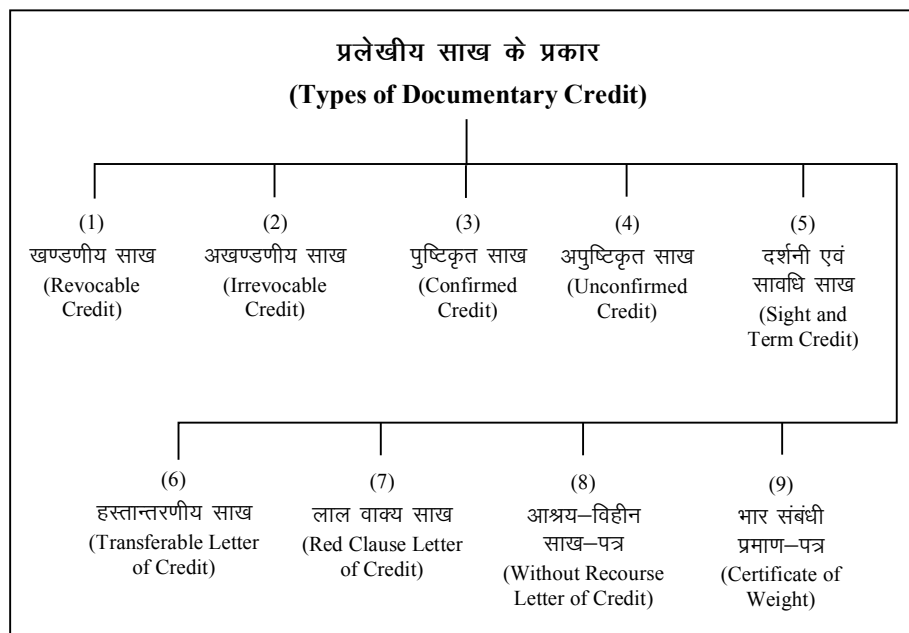 प्रलेखीय साख के प्रकार
(Types of Documentary Credit)
(1)
खण्डणीय साख
(Revocable
Credit)
(2)
अखण्डणीय साख
(Irrevocable
Credit)
(3)
पुष्टिकृत साख
(Confirmed
Credit)
(4)
अपुष्टिकृत साख
(Unconfirmed
Credit)
(5)
दर्शनी एवं
सावधि साख
(Sight and
Term Credit)
(6)
हस्तान्तरणीय साख
(Transferable Letter
of Credit)
(7)
लाल वाक्य साख
(Red Clause Letter
of Credit)
(8)
आश्रय–विहीन
साख–पत्र
(Without Recourse
Letter of Credit)
(9)
भार संबंधी
प्रमाण–पत्र
(Certificate of
Weight)